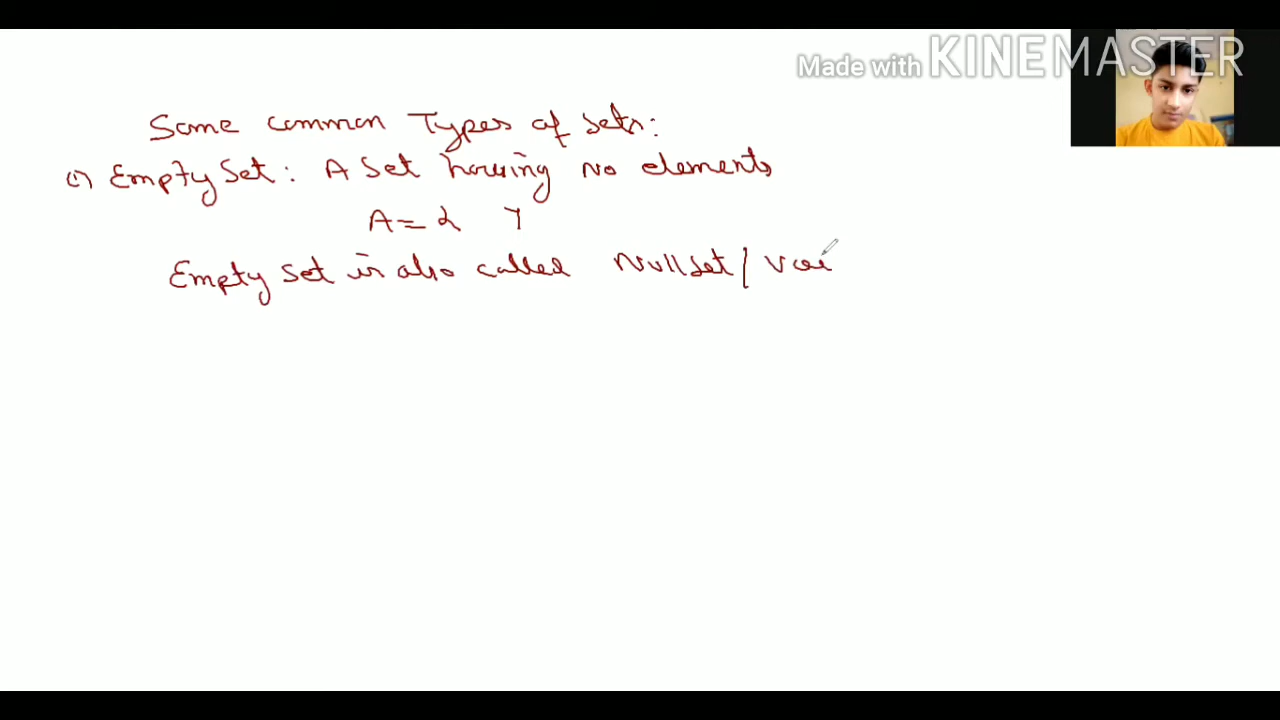 Made with KINEMASTER
Some common Types of sets:
(i) Empty Set: A Set having no elements
A = { }
Empty set is also called Null set / Voi